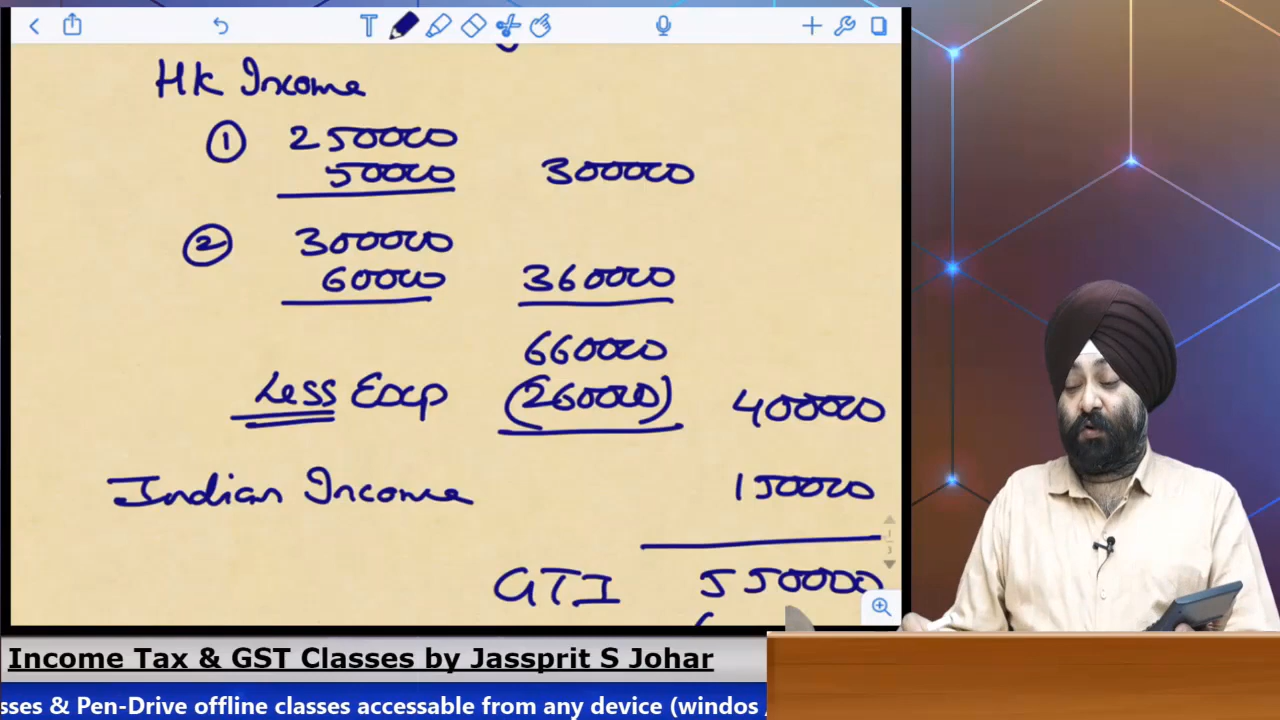 HK Income
① 250000
50000 300000
② 300000
60000 360000
660000
Less Exp (260000) 400000
Indian Income 150000
GTI 550000
Income Tax & GST Classes by Jassprit S Johar
sses & Pen-Drive offline classes accessable from any device (windos